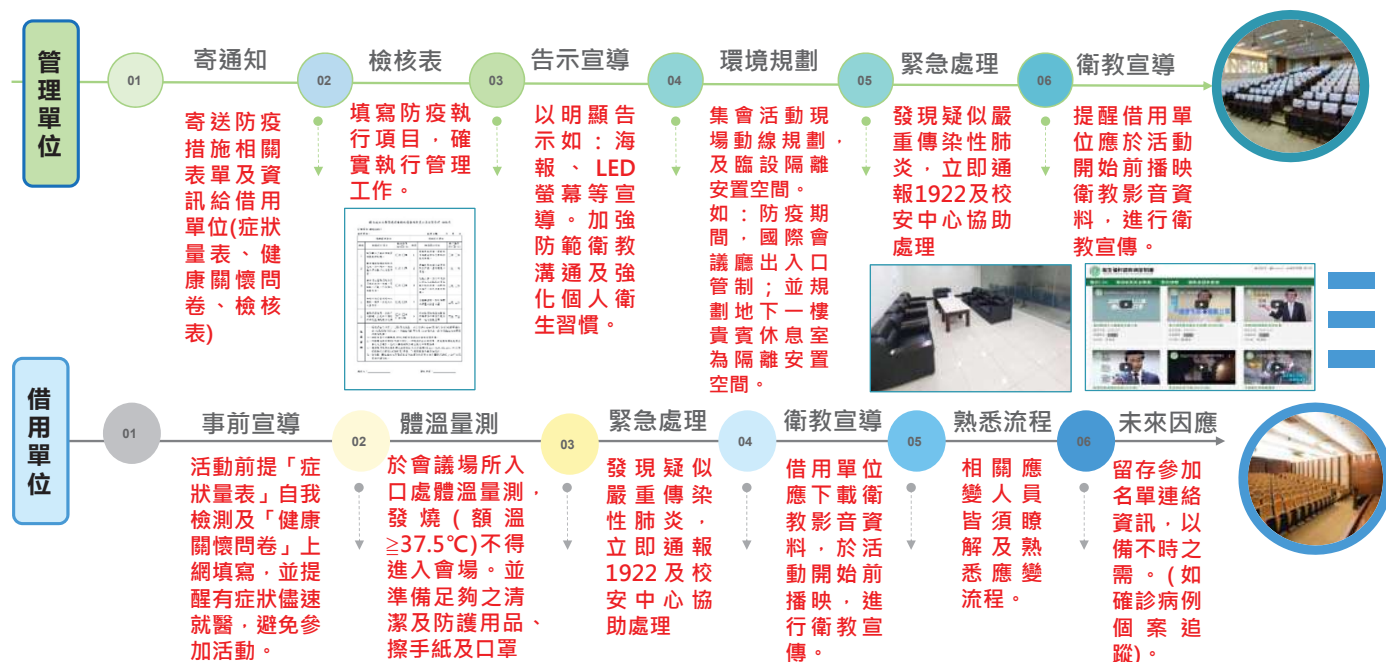 管理單位
01
寄通知
寄送防疫
措施相關
表單及資
訊給借用
單位(症狀
量表、健
康關懷問
卷、檢核
表)
02
檢核表
填寫防疫執
行項目，確
實執行管理
工作。
03
告示宣導
以明顯告
示如：海
報、LED
螢幕等宣
導。加強
防範衛教
溝通及強
化個人衛
生習慣。
04
環境規劃
集會活動現
場動線規劃，
及臨設隔離
安置空間。
如：防疫期
間，國際會
議廳出入口
管制；並規
劃地下一樓
貴賓休息室
為隔離安置
空間。
05
緊急處理
發現疑似嚴
重傳染性肺
炎，立即通
報1922及校
安中心協助
處理
06
衛教宣導
提醒借用單
位應於活動
開始前播映
衛教影音資
料，進行衛
教宣傳。
借用單位
01
事前宣導
活動前提「症
狀量表」自我
檢測及「健康
關懷問卷」上
網填寫，並提
醒有症狀儘速
就醫，避免參
加活動。
02
體溫量測
於會議場所入
口處體溫量測，
發燒(額溫
≧37.5℃)不得
進入會場。並
準備足夠之清
潔及防護用品、
擦手紙及口罩
03
緊急處理
發現疑似
嚴重傳染
性肺炎，
立即通報
1922及校
安中心協
助處理
04
衛教宣導
借用單位
應下載衛
教影音資
料，於活
動開始前
播映，進
行衛教宣
傳。
05
熟悉流程
相關應
變人員
皆須瞭
解及熟
悉應變
流程。
06
未來因應
留存參加
名單連絡
資訊，以
備不時之
需。(如
確診病例
個案追
蹤)。